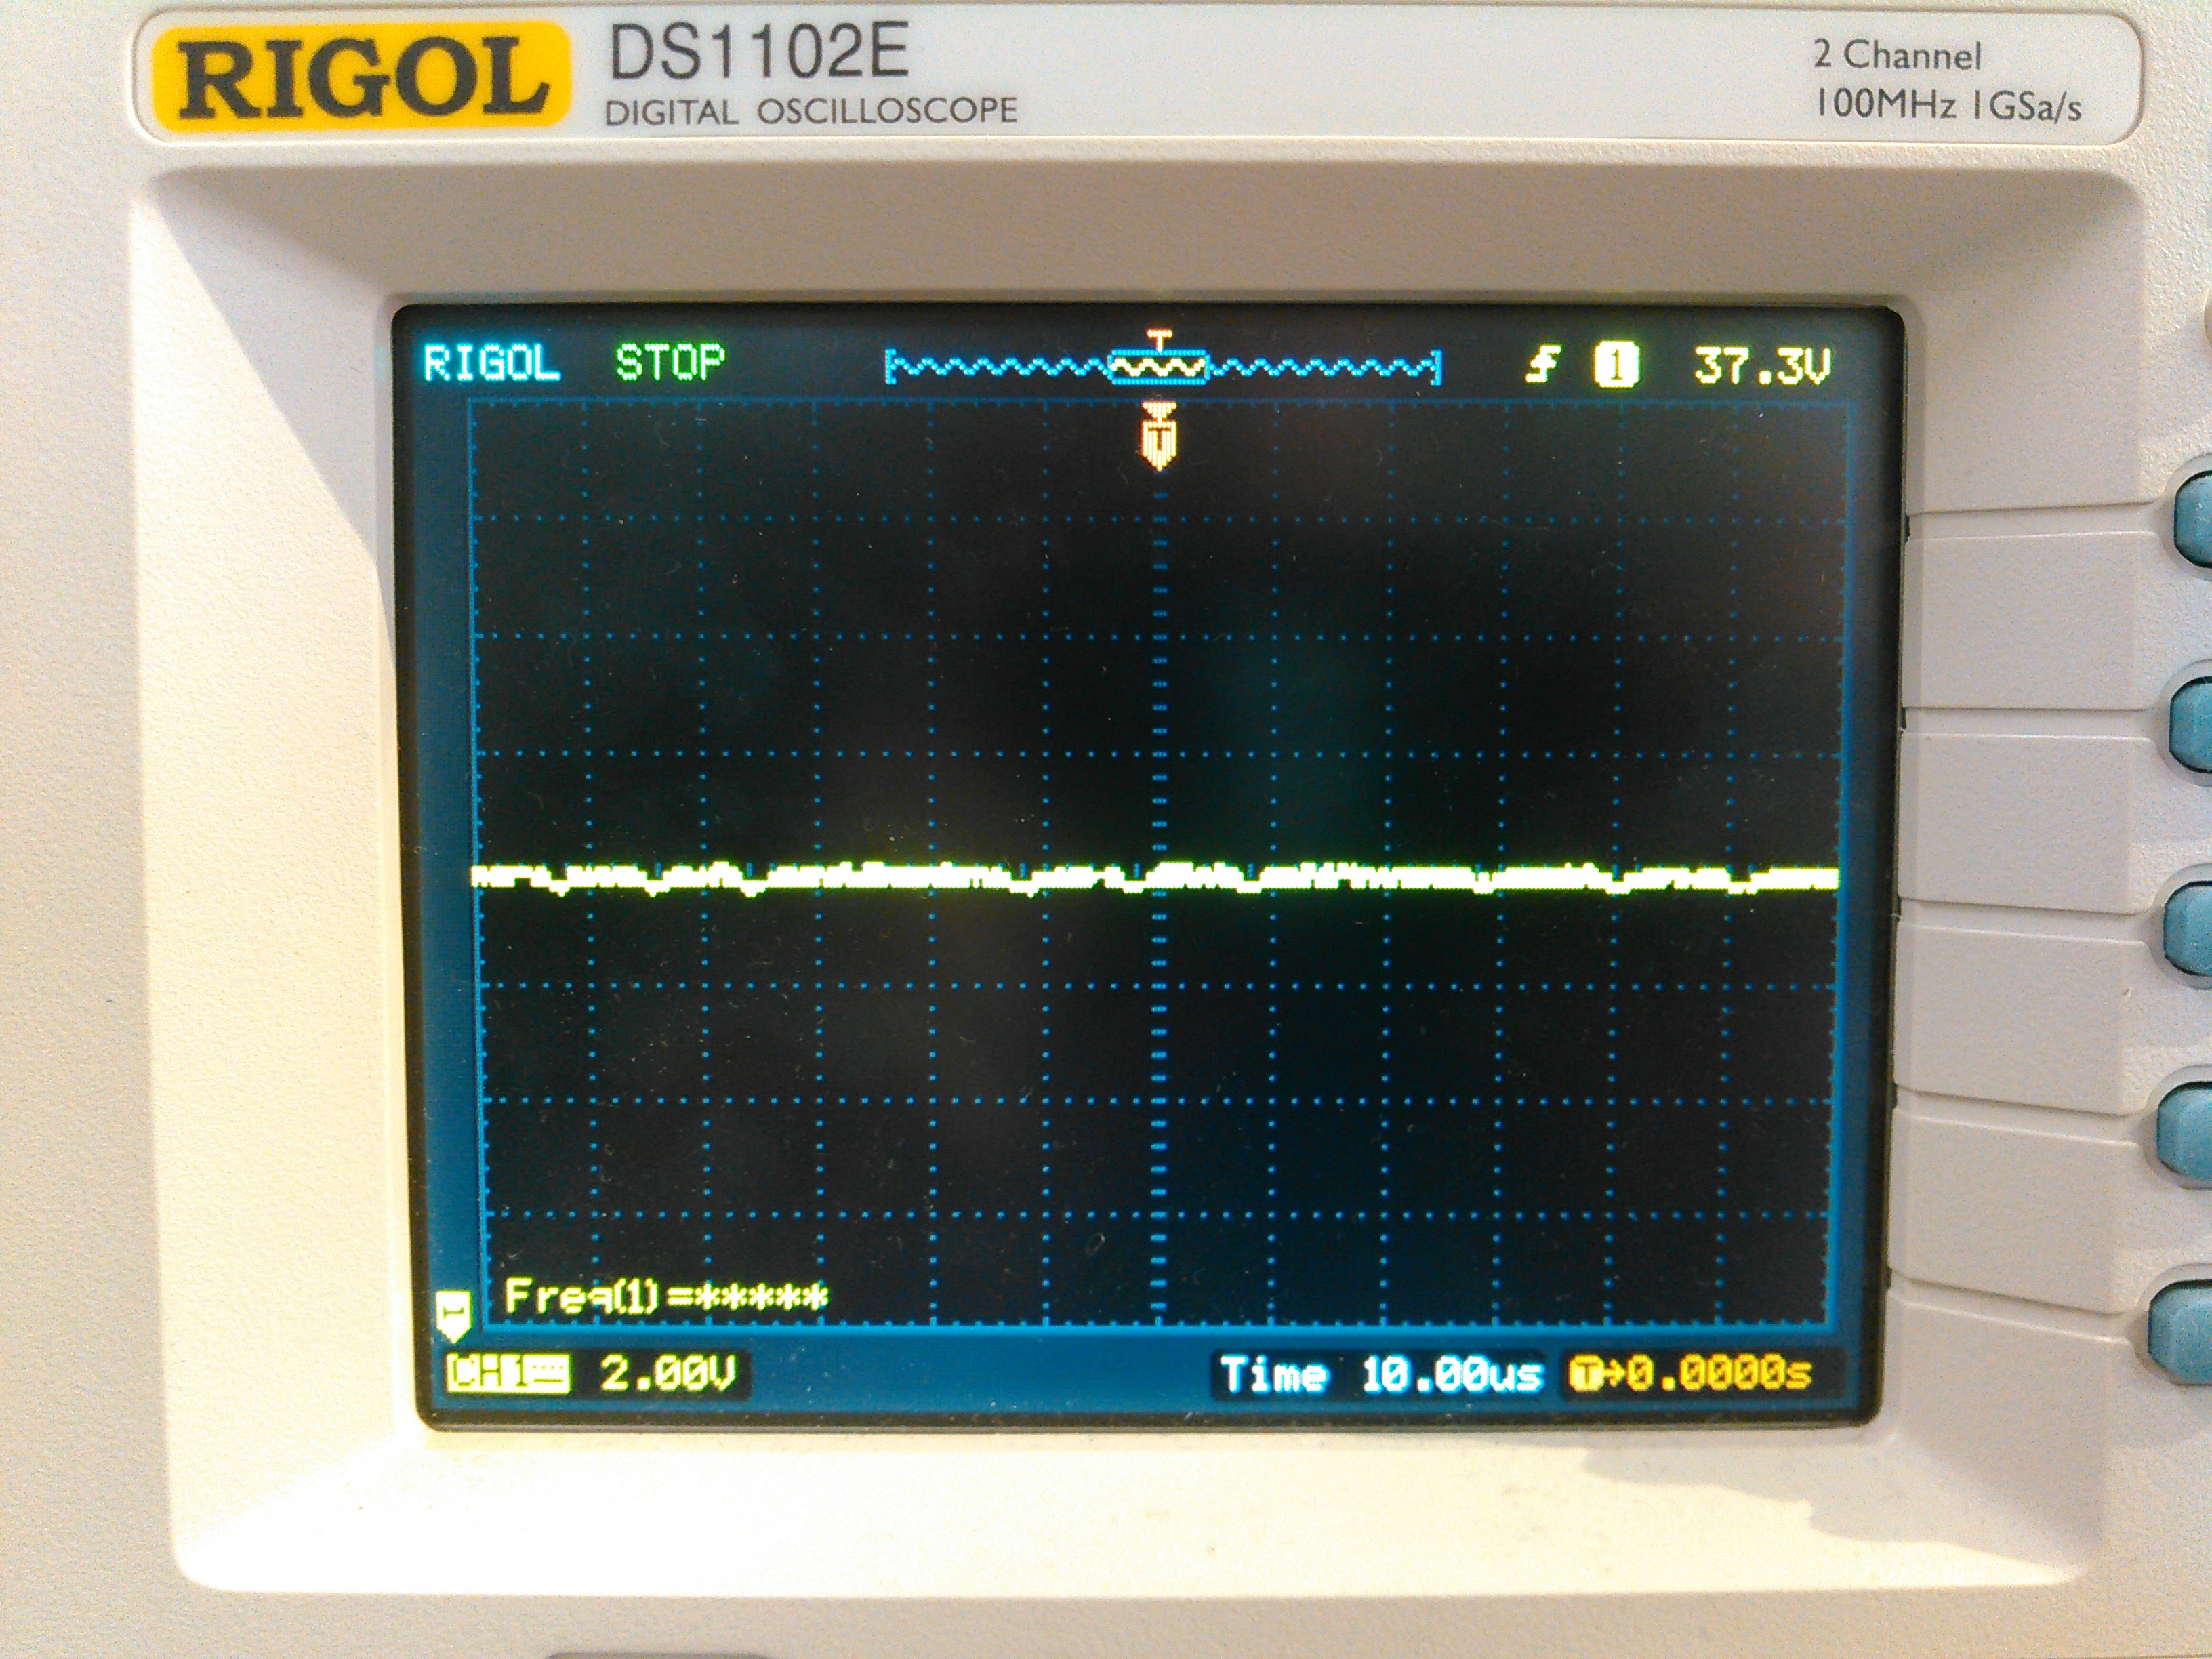 RIGOL DS1102E
DIGITAL OSCILLOSCOPE
2 Channel
100MHz 1GSa/s
RIGOL STOP T 1 37.3V
T
Freq(1)=*****
1
CH1 2.00V Time 10.00us T→0.0000s